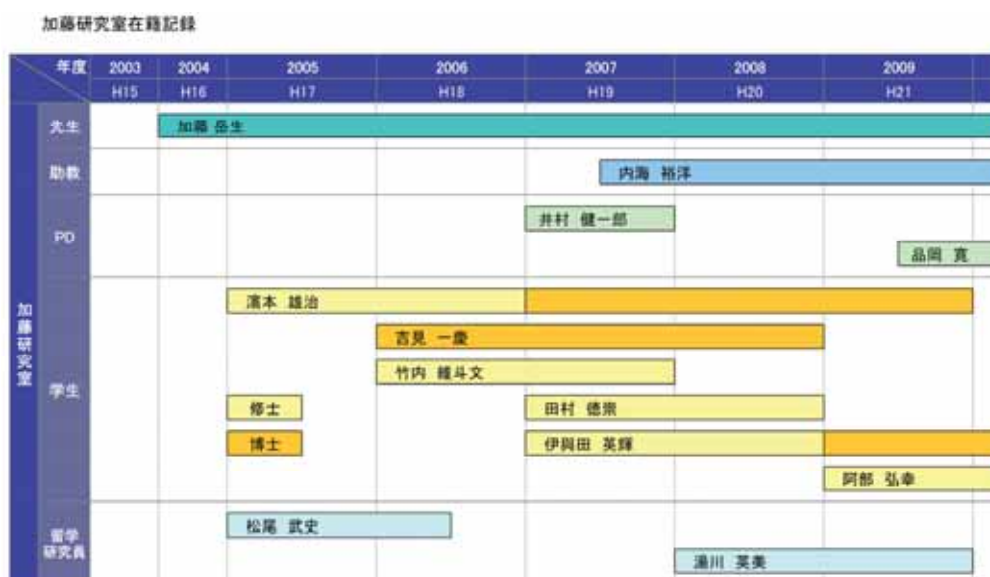 加藤研究室在籍記録
年度 2003 2004 2005 2006 2007 2008 2009
H15 H16 H17 H18 H19 H20 H21
加藤研究室
先生 加藤 岳生
助教 内海 裕洋
PD 井村 健一郎
品岡 寛
学生 濱本 雄治
吉見 一慶
竹内 維斗文
修士 田村 徳崇
博士 伊與田 英輝
阿部 弘幸
留学
研究員
松尾 武史
湯川 英美